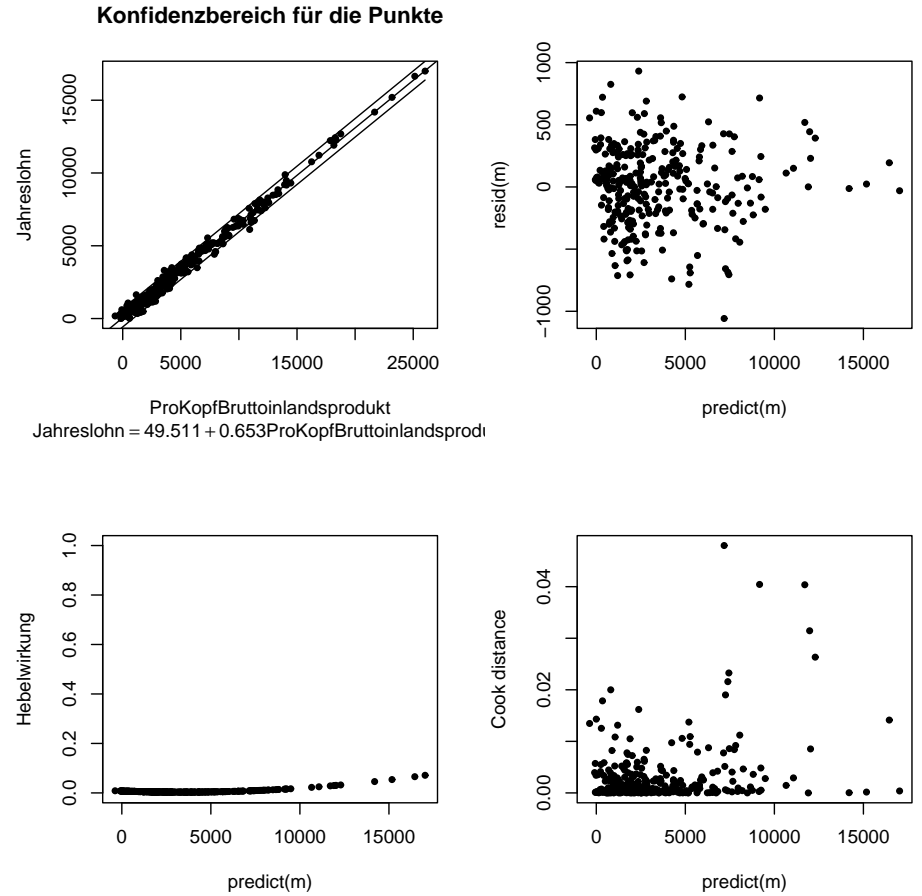 Konfidenzbereich für die Punkte
Jahreslohn
0 5000 10000 15000
0 5000 15000 25000
ProKopfBruttoinlandsprodukt
Jahreslohn = 49.511 + 0.653ProKopfBruttoinlandsprodu
resid(m)
−1000 0 500 1000
0 5000 10000 15000
predict(m)
Hebelwirkung
0.0 0.2 0.4 0.6 0.8 1.0
0 5000 10000 15000
predict(m)
Cook distance
0.00 0.02 0.04
0 5000 10000 15000
predict(m)